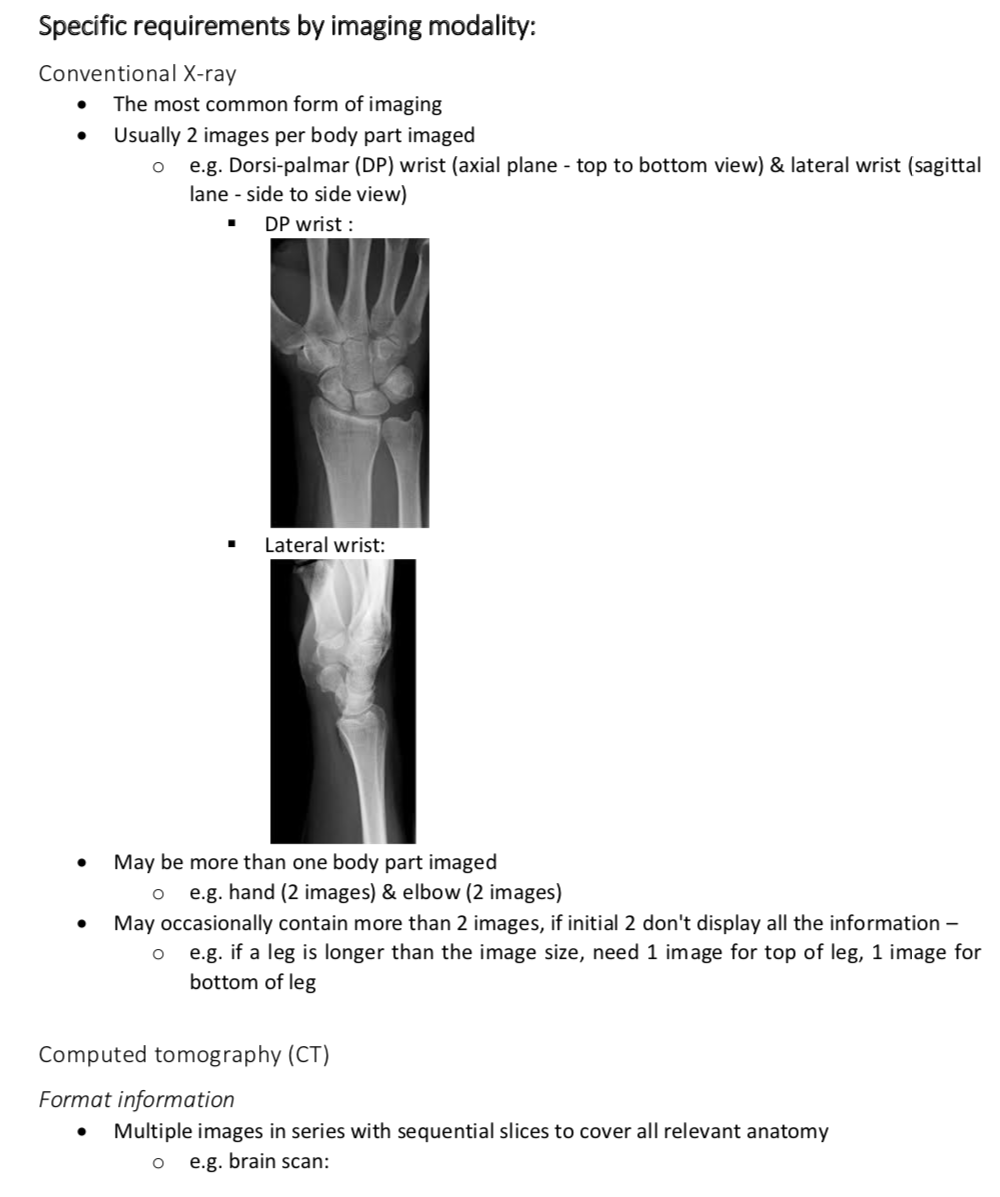 Specific requirements by imaging modality:
Conventional X-ray
• The most common form of imaging
• Usually 2 images per body part imaged
o e.g. Dorsi-palmar (DP) wrist (axial plane - top to bottom view) & lateral wrist (sagittal
lane - side to side view)
▪ DP wrist :
▪ Lateral wrist:
• May be more than one body part imaged
o e.g. hand (2 images) & elbow (2 images)
• May occasionally contain more than 2 images, if initial 2 don't display all the information –
o e.g. if a leg is longer than the image size, need 1 image for top of leg, 1 image for
bottom of leg
Computed tomography (CT)
Format information
• Multiple images in series with sequential slices to cover all relevant anatomy
o e.g. brain scan: